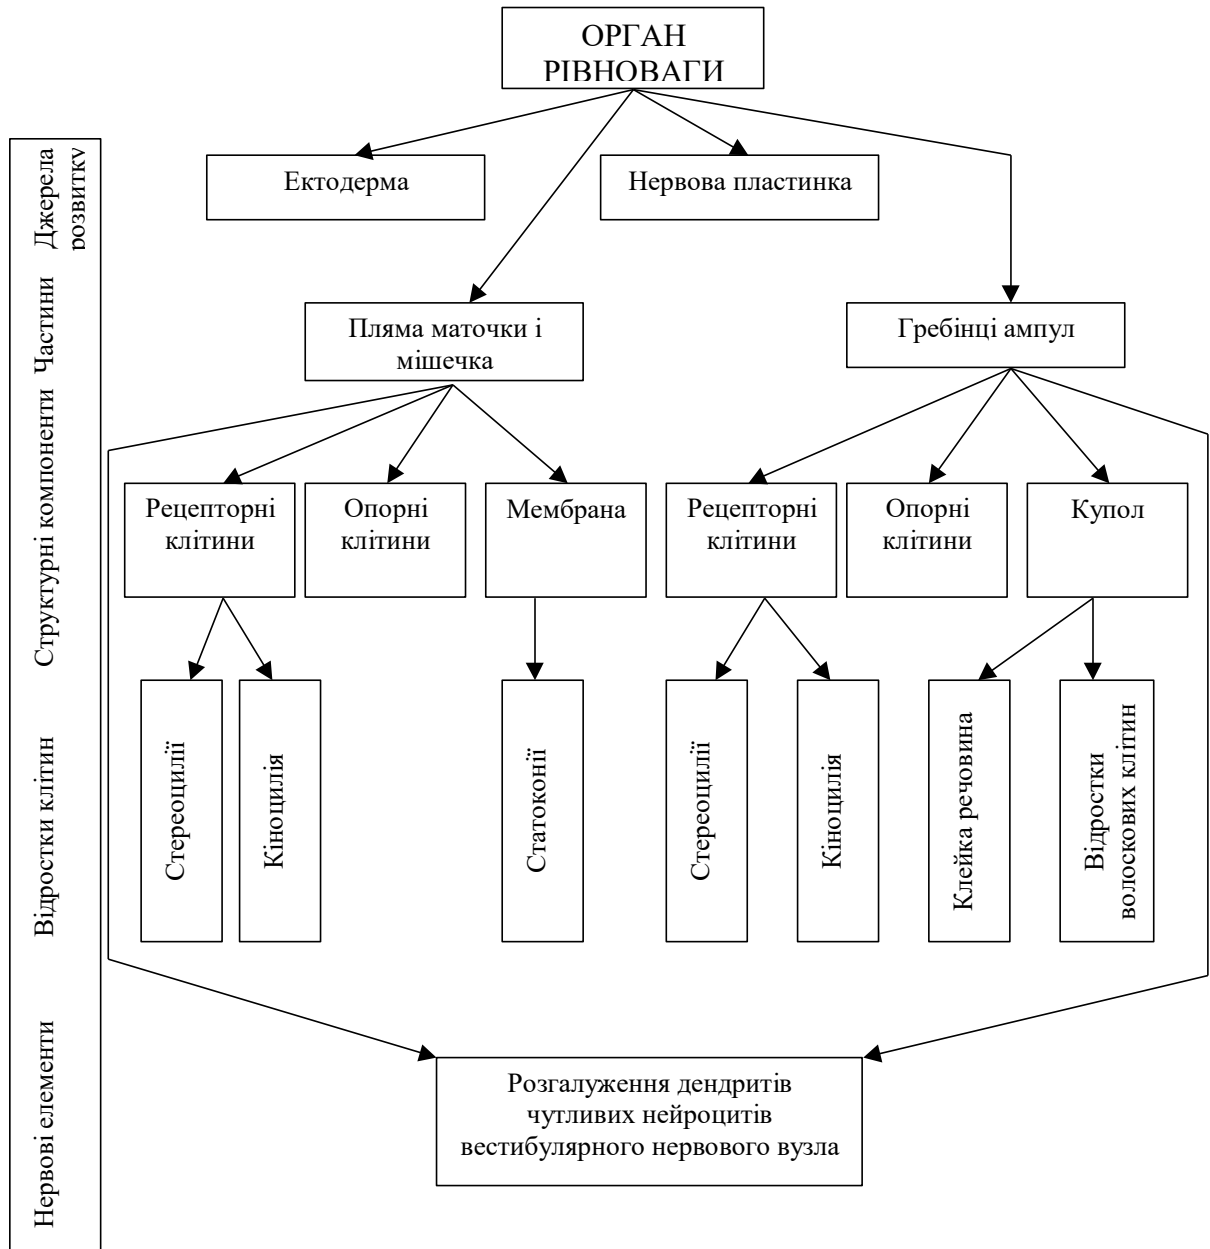 ОРГАН
РІВНОВАГИ
Джерела
розвитку
Ектодерма
Нервова пластинка
Частини
Пляма маточки і
мішечка
Гребінці ампул
Структурні компоненти
Рецепторні
клітини
Опорні
клітини
Мембрана
Рецепторні
клітини
Опорні
клітини
Купол
Відростки клітин
Стереоцилії
Кіноцилія
Статоконії
Стереоцилії
Кіноцилія
Клейка речовина
Відростки
волоскових клітин
Нервові елементи
Розгалуження дендритів
чутливих нейроцитів
вестибулярного нервового вузла